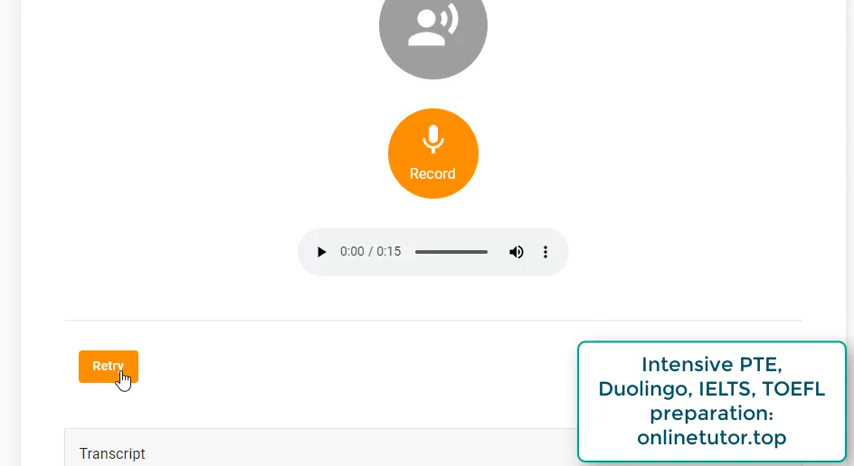 Record
0:00 / 0:15
Retry
Intensive PTE,
Duolingo, IELTS, TOEFL
preparation:
onlinetutor.top
Transcript